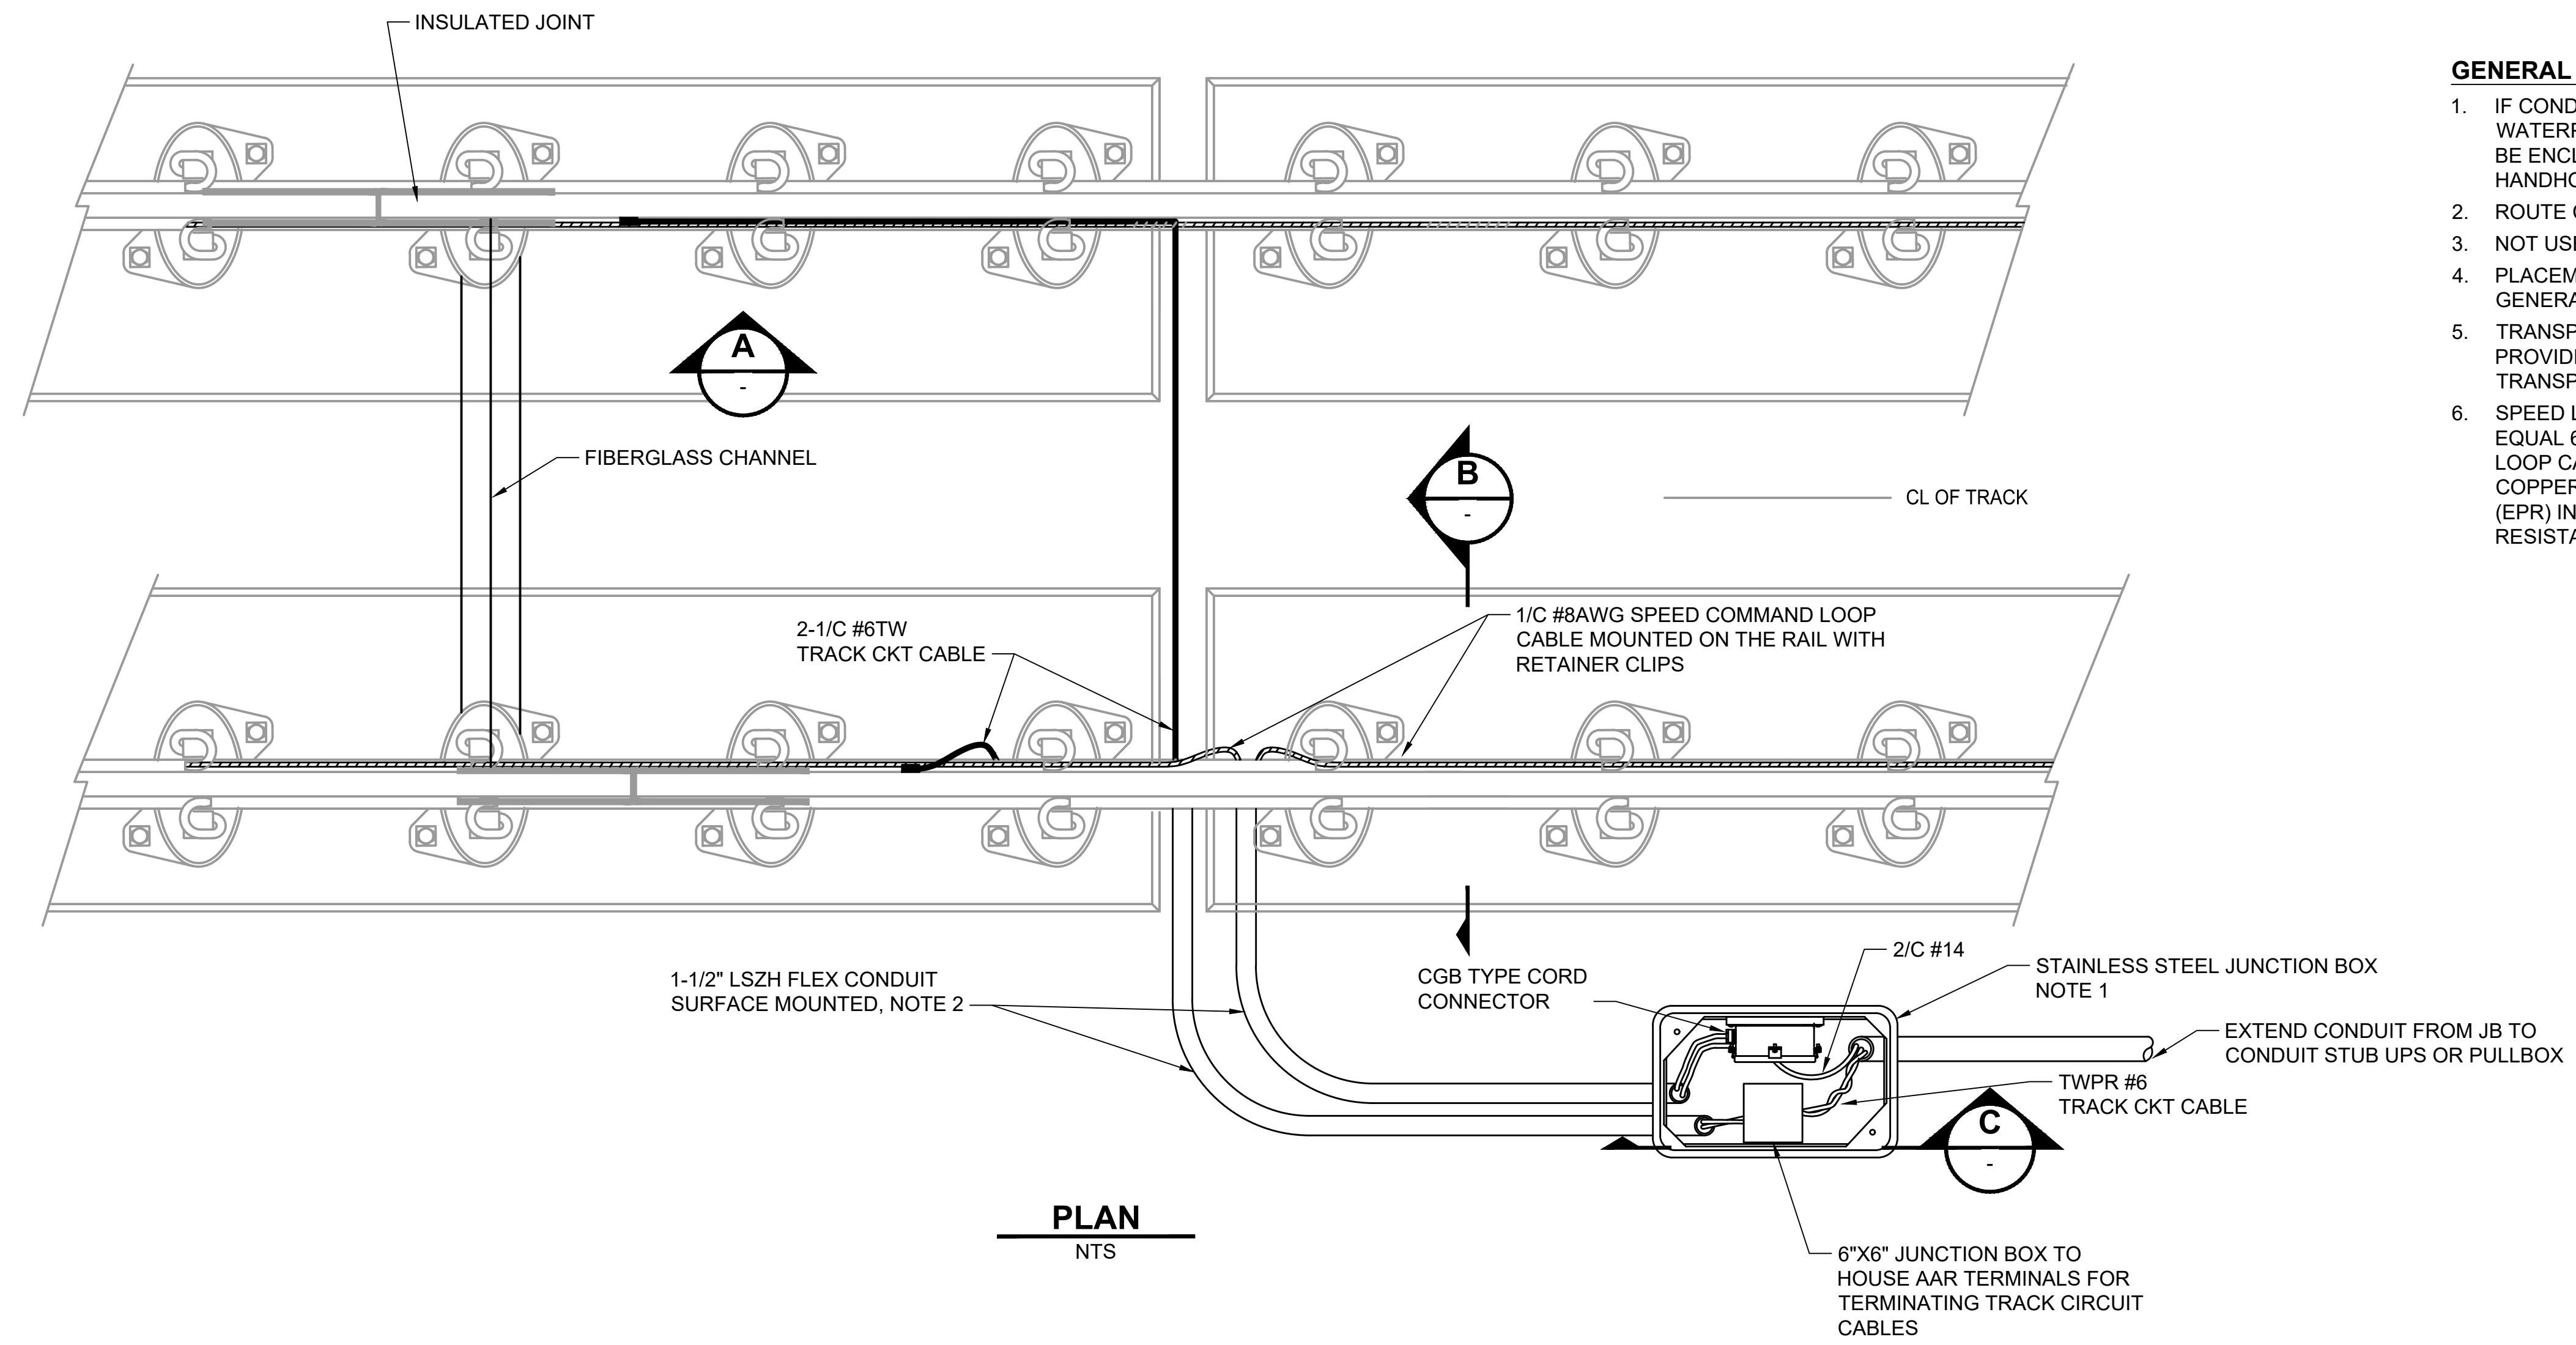 INSULATED JOINT
A
-
FIBERGLASS CHANNEL
B
-
CL OF TRACK
2-1/C #6TW
TRACK CKT CABLE
1/C #8AWG SPEED COMMAND LOOP
CABLE MOUNTED ON THE RAIL WITH
RETAINER CLIPS
1-1/2" LSZH FLEX CONDUIT
SURFACE MOUNTED, NOTE 2
CGB TYPE CORD
CONNECTOR
2/C #14
STAINLESS STEEL JUNCTION BOX
NOTE 1
EXTEND CONDUIT FROM JB TO
CONDUIT STUB UPS OR PULLBOX
TWPR #6
TRACK CKT CABLE
C
-
6"X6" JUNCTION BOX TO
HOUSE AAR TERMINALS FOR
TERMINATING TRACK CIRCUIT
CABLES
PLAN
NTS
GENERAL
1. IF COND
WATER
BE ENCL
HANDHO
2. ROUTE
3. NOT USE
4. PLACEM
GENERA
5. TRANSP
PROVID
TRANSP
6. SPEED L
EQUAL 6
LOOP CA
COPPER
(EPR) IN
RESISTA